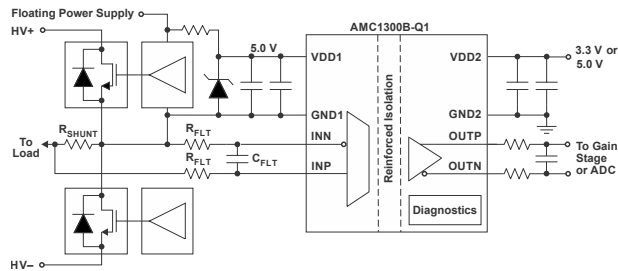 Floating Power Supply
HV+
AMC1300B-Q1
5.0 V
VDD1
VDD2
3.3 V or
5.0 V
GND1
GND2
Reinforced Isolation
To
Load
RSHUNT
RFLT
INN
OUTP
To Gain
Stage
or ADC
RFLT
CFLT
INP
OUTN
Diagnostics
HV–